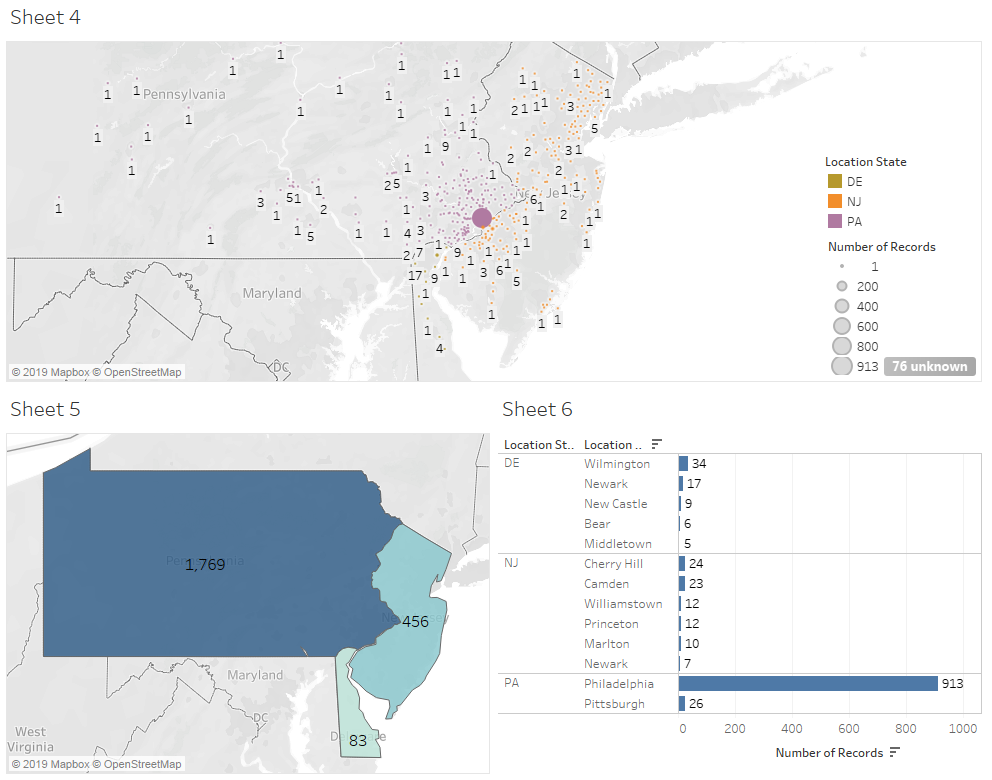 Sheet 4
1
1 1 1 1
1 1 Pennsylvania 1 1 1 1
1 1 1 1 1 2 1 1 1 3 1
1 1 1 1 5
1 9 2 2 3 1
1 1 1 2
2 5 1 1 1
1 3 5 1 1 3 New Jersey 6
1 2 1 1 2 1 1
1 5 1 1 4 3 1 1
2 7 1 9 1 1 1
17 9 1 1 1 3 6 1 5
Maryland 1
1 1 1 1
4
DC
© 2019 Mapbox © OpenStreetMap
Location State
DE
NJ
PA
Number of Records
1
200
400
600
800
913 76 unknown
Sheet 5
Pennsylvania
1,769
New Jersey
456
Maryland
DC
West
Virginia
Delaware
83
© 2019 Mapbox © OpenStreetMap
Sheet 6
Location St.. Location ..
DE Wilmington 34
Newark 17
New Castle 9
Bear 6
Middletown 5
NJ Cherry Hill 24
Camden 23
Williamstown 12
Princeton 12
Marlton 10
Newark 7
PA Philadelphia 913
Pittsburgh 26
0 200 400 600 800 1000
Number of Records